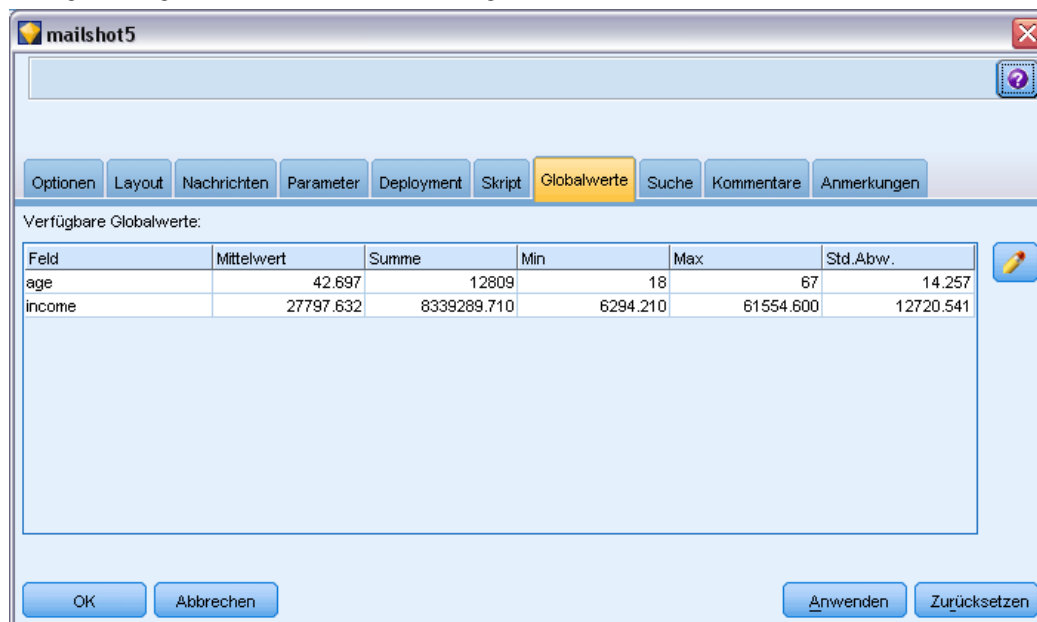 mailshot5
Optionen Layout Nachrichten Parameter Deployment Skript Globalwerte Suche Kommentare Anmerkungen
Verfügbare Globalwerte:
Feld Mittelwert Summe Min Max Std.Abw.
age 42.697 12809 18 67 14.257
income 27797.632 8339289.710 6294.210 61554.600 12720.541
OK Abbrechen Anwenden Zurücksetzen